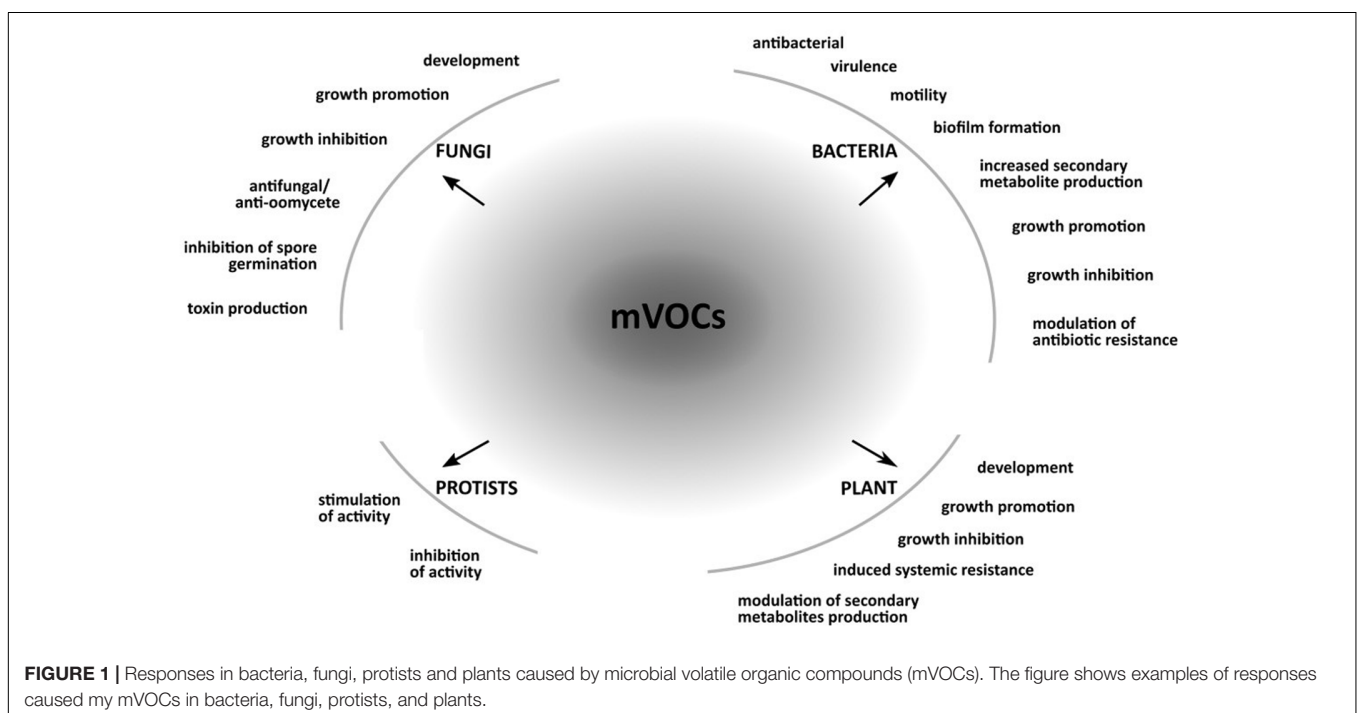 development
growth promotion
growth inhibition
antifungal/
anti-oomycete
inhibition of spore
germination
toxin production
FUNGI
antibacterial
virulence
motility
biofilm formation
increased secondary
metabolite production
growth promotion
growth inhibition
modulation of
antibiotic resistance
BACTERIA
mVOCs
PROTISTS
stimulation
of activity
inhibition
of activity
PLANT
development
growth promotion
growth inhibition
induced systemic resistance
modulation of secondary
metabolites production
FIGURE 1 | Responses in bacteria, fungi, protists and plants caused by microbial volatile organic compounds (mVOCs). The figure shows examples of responses
caused my mVOCs in bacteria, fungi, protists, and plants.